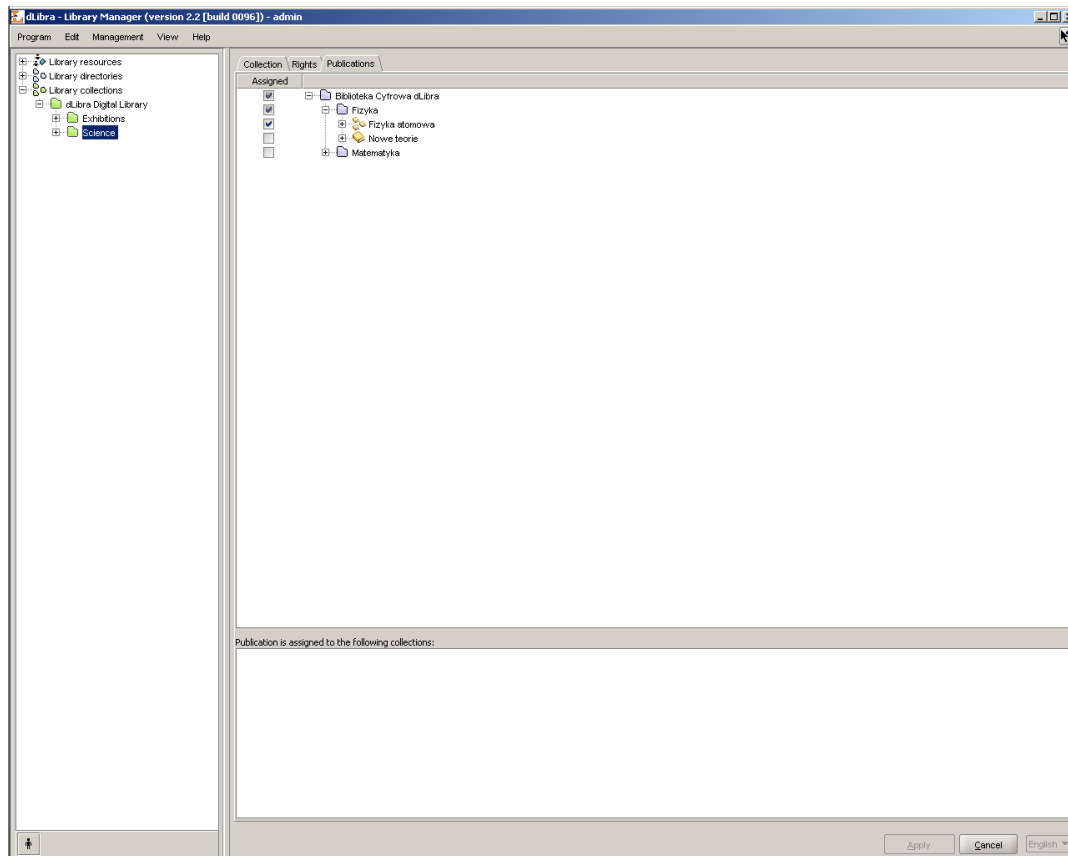 dLibra - Library Manager (version 2.2 [build 0096]) - admin
Program Edit Management View Help
Library resources
Library directories
Library collections
dLibra Digital Library
Exhibitions
Science
Collection Rights Publications
Assigned
Biblioteka Cyfrowa dLibra
Fizyka
Fizyka atomowa
Nowe teorie
Matematyka
Publication is assigned to the following collections:
Apply Cancel English